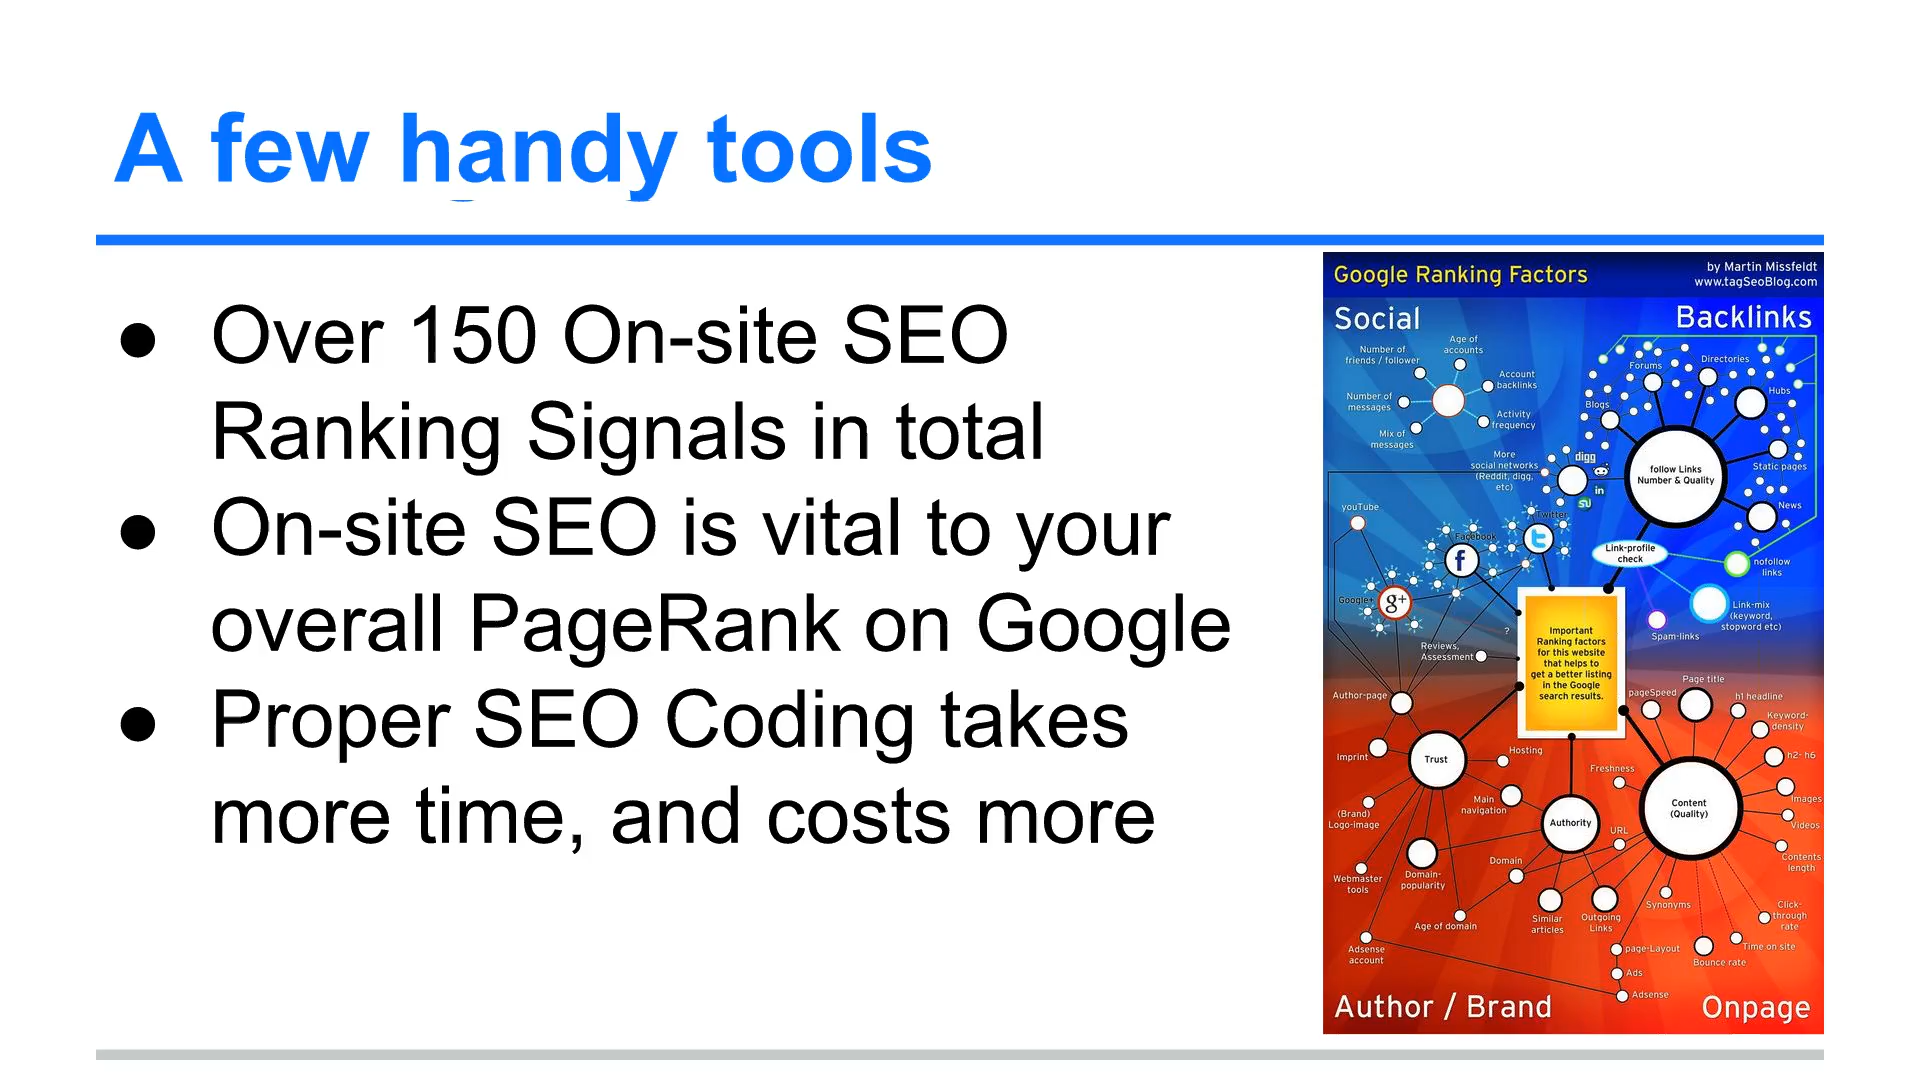 A few handy tools
● Over 150 On-site SEO
Ranking Signals in total
● On-site SEO is vital to your
overall PageRank on Google
● Proper SEO Coding takes
more time, and costs more
Google Ranking Factors
by Martin Missfeldt
www.tagSeoBlog.com
Social
Backlinks
Age of
accounts
Number of
friends / follower
Account
backlinks
Number of
messages
Activity
frequency
Mix of
messages
More
social networks
(Reddit, digg,
etc)
digg
in
Forums
Directories
Hubs
Blogs
follow Links
Number & Quality
Static pages
News
youTube
Twitter
Facebook
f
t
Google+
g+
Link-profile
check
nofollow
links
Link-mix
(keyword,
stopword etc)
Spam-links
?
Reviews,
Assessment
Important
Ranking factors
for this website
that helps to
get a better listing
in the Google
search results.
Author-page
Imprint
Trust
Hosting
(Brand)
Logo-image
Main
navigation
Authority
Webmaster
tools
Domain-
popularity
Domain
URL
Age of domain
Similar
articles
Outgoing
Links
Adsense
account
Page title
pageSpeed
h1 headline
Keyword-
density
h2- h6
Freshness
Content
(Quality)
Images
Videos
Contents
length
Synonyms
Click-
through
rate
Time on site
Bounce rate
page-Layout
Ads
Adsense
Author / Brand
Onpage